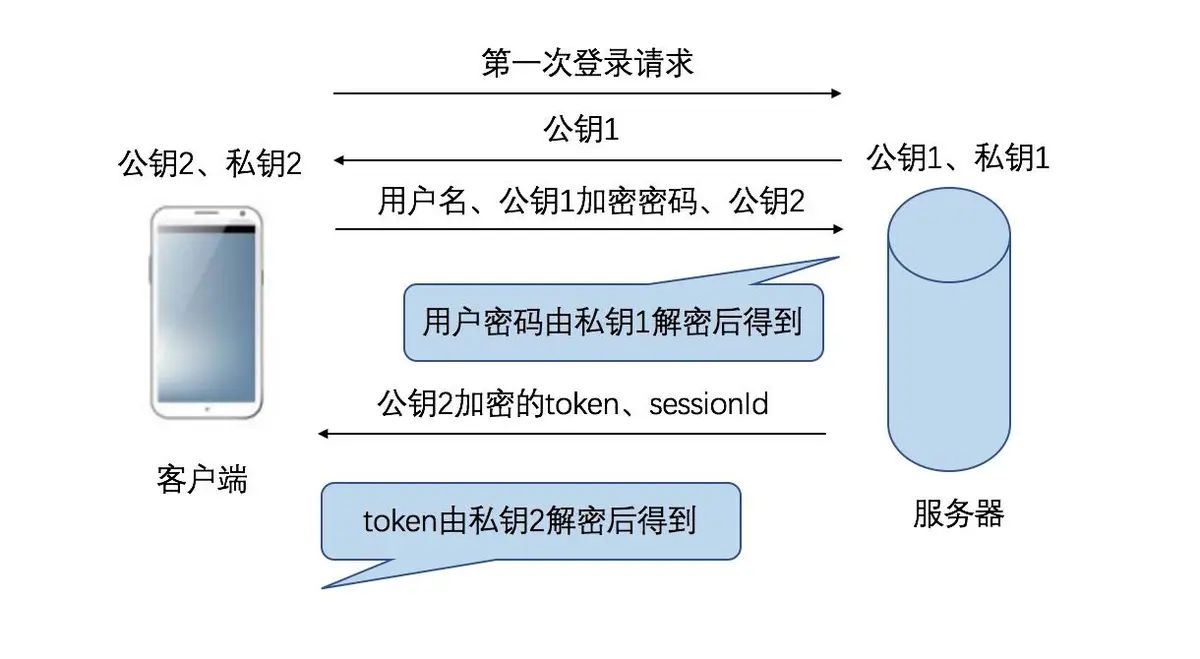 第一次登录请求
公钥1
公钥2、私钥2
公钥1、私钥1
用户名、公钥1加密密码、公钥2
用户密码由私钥1解密后得到
公钥2加密的token、sessionId
客户端
服务器
token由私钥2解密后得到